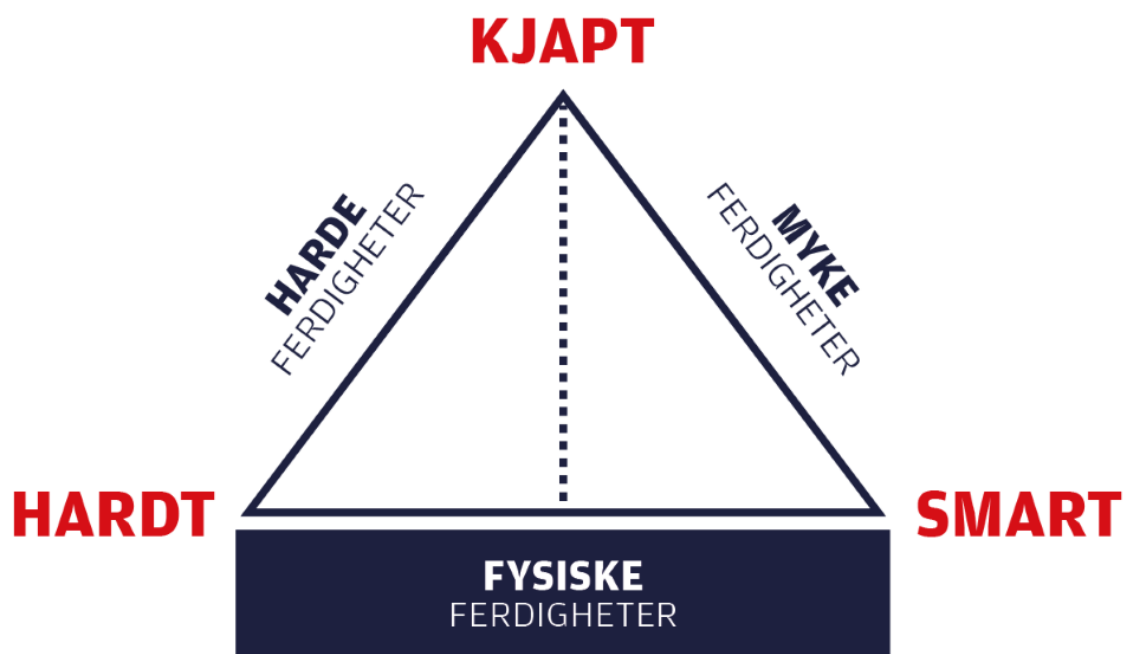 KJAPT
HARDE
FERDIGHETER
MYKE
FERDIGHETER
HARDT
SMART
FYSISKE
FERDIGHETER